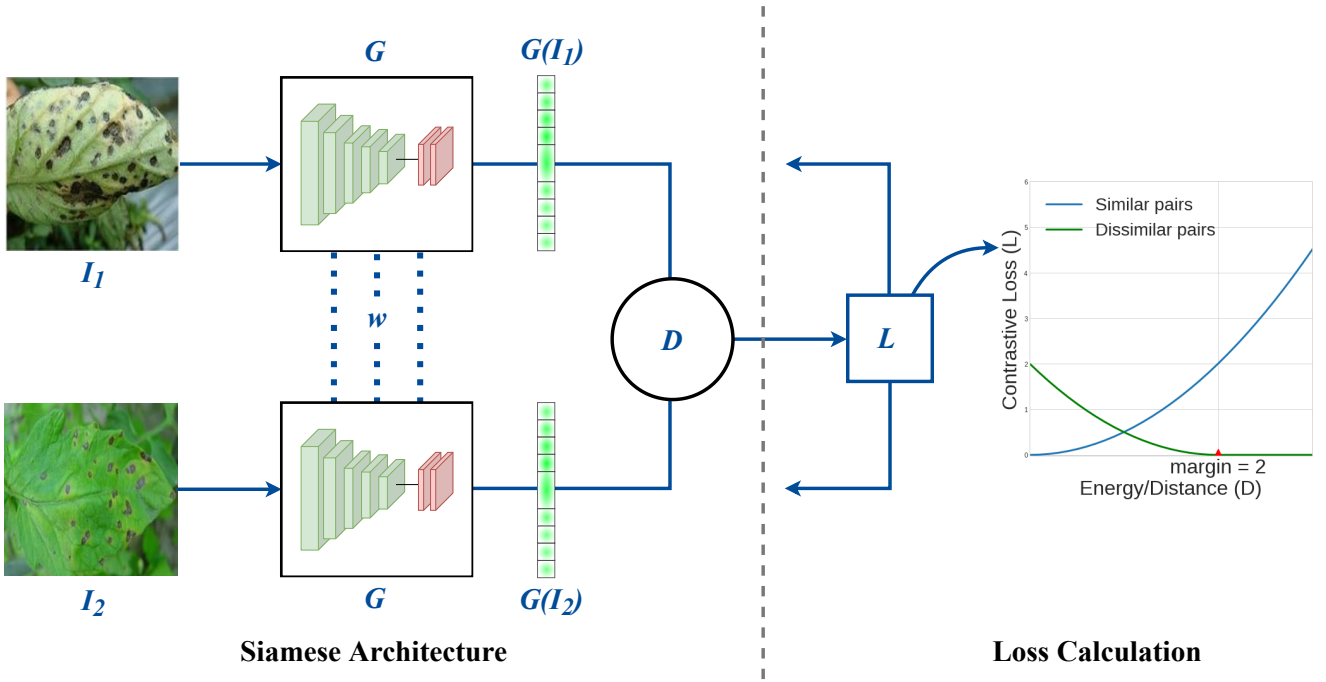 G
G(I1)
I1
w
D
L
G
I2
G(I2)
Siamese Architecture
Loss Calculation
6
5
4
3
2
1
0
Similar pairs
Dissimilar pairs
Contrastive Loss (L)
margin = 2
Energy/Distance (D)